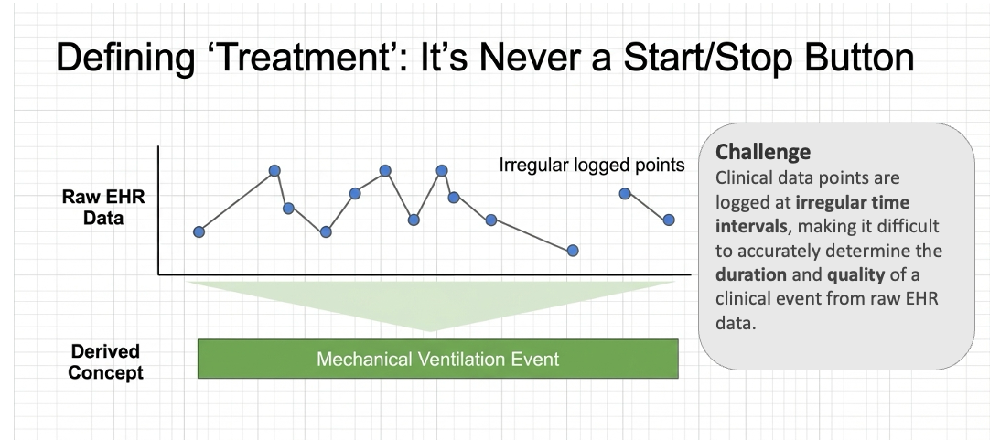 Defining ‘Treatment’: It’s Never a Start/Stop Button
Irregular logged points
Raw EHR
Data
Challenge
Clinical data points are
logged at irregular time
intervals, making it difficult
to accurately determine the
duration and quality of a
clinical event from raw EHR
data.
Derived
Concept
Mechanical Ventilation Event